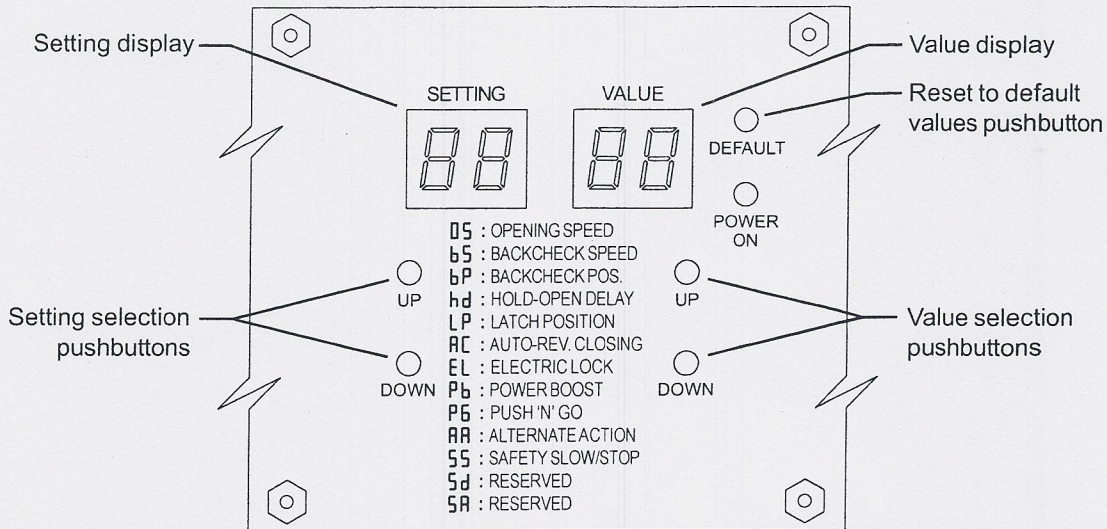 Setting display
Value display
SETTING
VALUE
Reset to default
values pushbutton
88
88
DEFAULT
POWER
ON
OS : OPENING SPEED
bS : BACKCHECK SPEED
bP : BACKCHECK POS.
hd : HOLD-OPEN DELAY
LP : LATCH POSITION
AC : AUTO-REV. CLOSING
EL : ELECTRIC LOCK
Pb : POWER BOOST
PG : PUSH 'N' GO
AA : ALTERNATE ACTION
SS : SAFETY SLOW/STOP
Sd : RESERVED
SA : RESERVED
UP
DOWN
UP
DOWN
Setting selection
pushbuttons
Value selection
pushbuttons